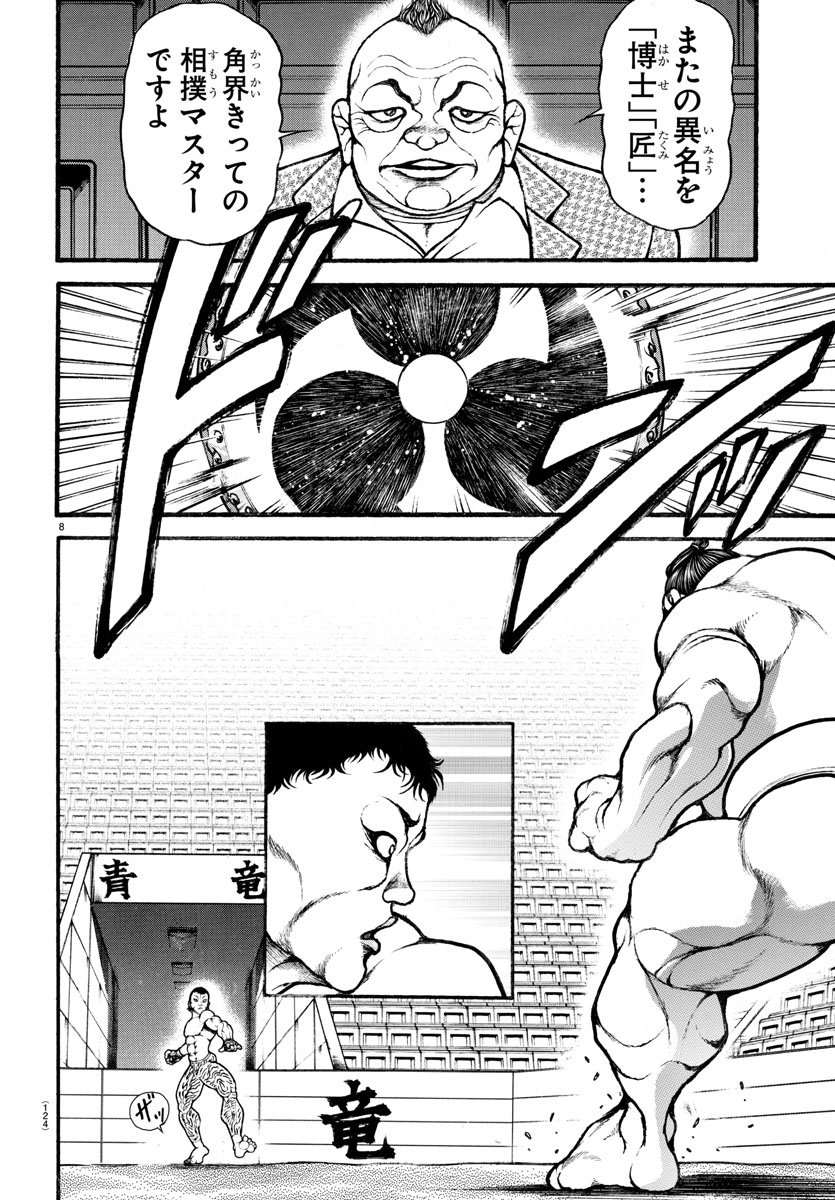 またの異名を
「博士」「匠」…
角界きっての
相撲マスター
ですよ
ドドン
8
青竜
ザッ
竜
(124)